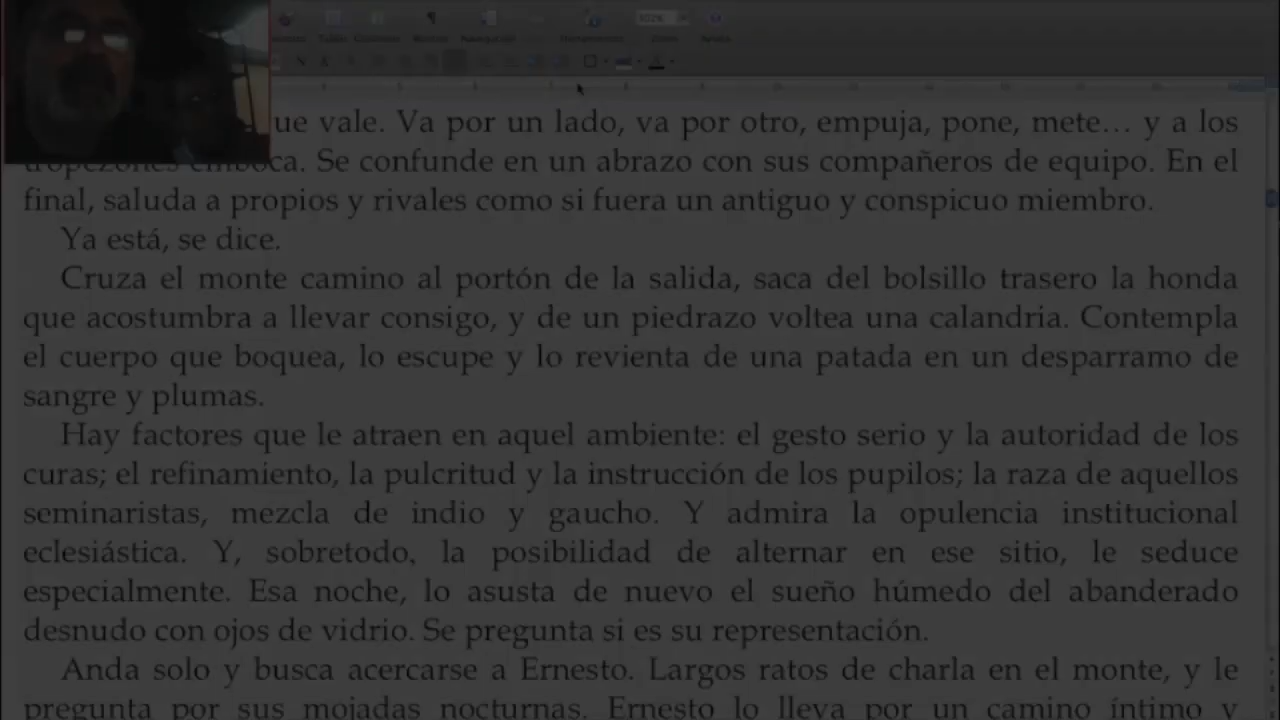 102%
ue vale. Va por un lado, va por otro, empuja, pone, mete… y a los
tropezones emboca. Se confunde en un abrazo con sus compañeros de equipo. En el
final, saluda a propios y rivales como si fuera un antiguo y conspicuo miembro.
Ya está, se dice.
Cruza el monte camino al portón de la salida, saca del bolsillo trasero la honda
que acostumbra a llevar consigo, y de un piedrazo voltea una calandria. Contempla
el cuerpo que boquea, lo escupe y lo revienta de una patada en un desparramo de
sangre y plumas.
Hay factores que le atraen en aquel ambiente: el gesto serio y la autoridad de los
curas; el refinamiento, la pulcritud y la instrucción de los pupilos; la raza de aquellos
seminaristas, mezcla de indio y gaucho. Y admira la opulencia institucional
eclesiástica. Y, sobretodo, la posibilidad de alternar en ese sitio, le seduce
especialmente. Esa noche, lo asusta de nuevo el sueño húmedo del abanderado
desnudo con ojos de vidrio. Se pregunta si es su representación.
Anda solo y busca acercarse a Ernesto. Largos ratos de charla en el monte, y le
pregunta por sus mojadas nocturnas. Ernesto lo lleva por un camino íntimo y